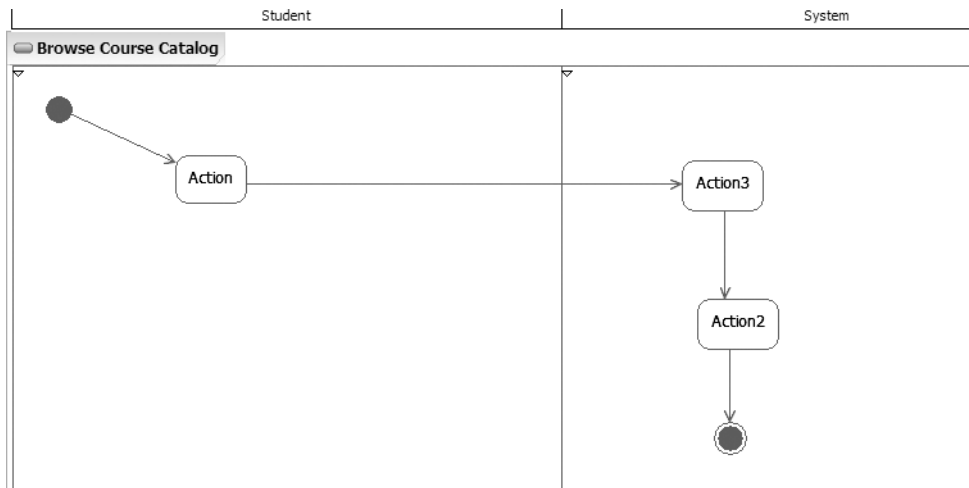 Student
System
Browse Course Catalog
Action
Action3
Action2